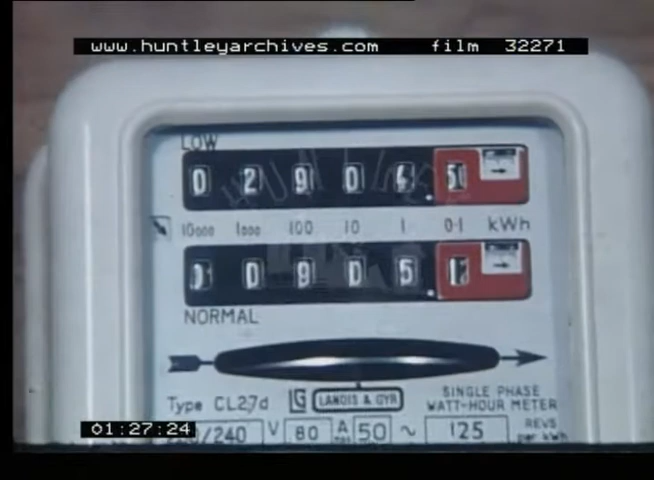 www.huntleyarchives.com film 32271
LOW
0 2 9 0 4 5
10000 1000 100 10 1 0·1 kWh
0 0 9 0 5 1
NORMAL
Type CL27d LG LANDIS & GYR SINGLE PHASE
WATT-HOUR METER
/240 V 80 A 50 ~ 125 REVS
per kWh
01:27:24